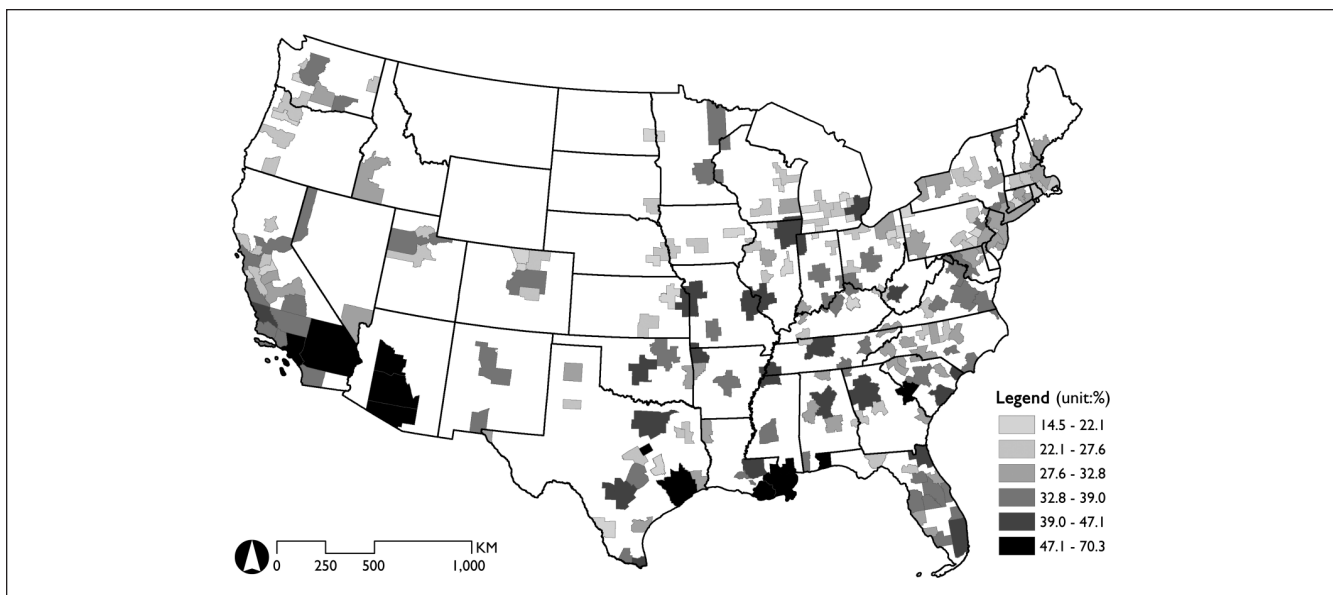 Legend (unit:%)
14.5 - 22.1
22.1 - 27.6
27.6 - 32.8
32.8 - 39.0
39.0 - 47.1
47.1 - 70.3
KM
0 250 500 1,000